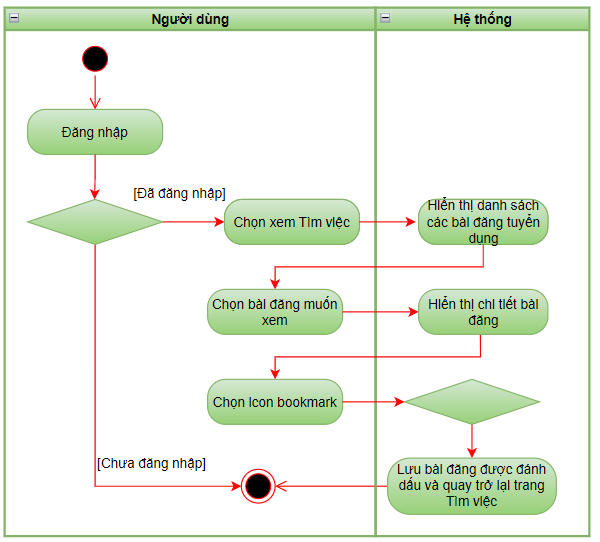 Người dùng
Hệ thống
Đăng nhập
[Đã đăng nhập]
Chọn xem Tìm việc
Hiển thị danh sách
các bài đăng tuyển
dụng
Chọn bài đăng muốn
xem
Hiển thị chi tiết bài
đăng
Chọn Icon bookmark
[Chưa đăng nhập]
Lưu bài đăng được đánh
dấu và quay trở lại trang
Tìm việc